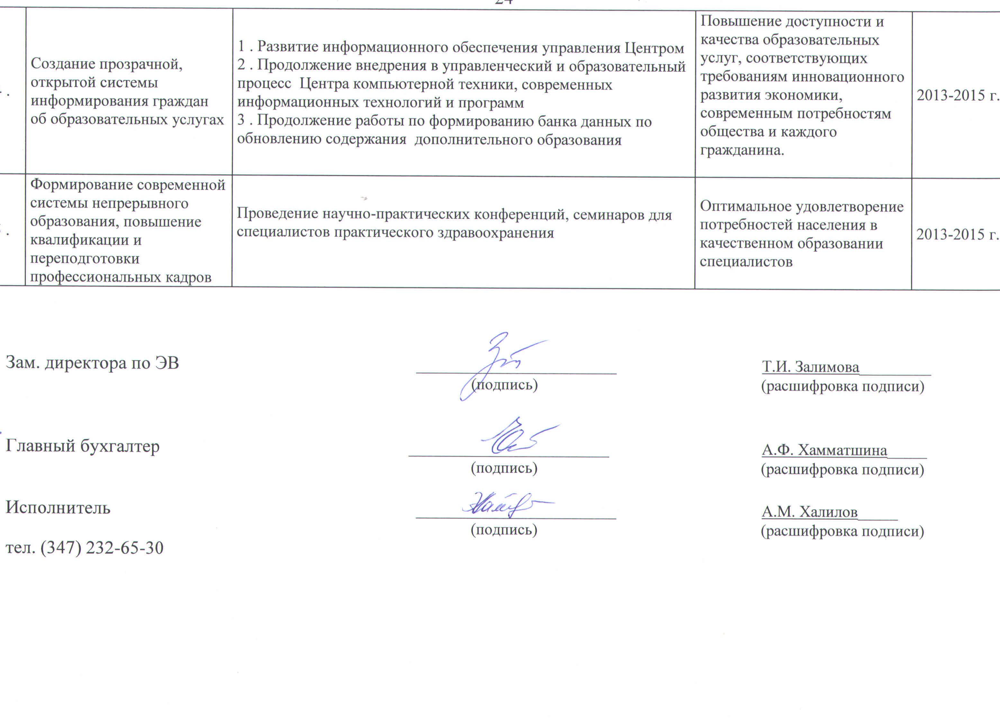 24
Создание прозрачной,
открытой системы
информирования граждан
об образовательных услугах
1 . Развитие информационного обеспечения управления Центром
2 . Продолжение внедрения в управленческий и образовательный
процесс  Центра компьютерной техники, современных
информационных технологий и программ
3 . Продолжение работы по формированию банка данных по
обновлению содержания  дополнительного образования
Повышение доступности и
качества образовательных
услуг, соответствующих
требованиям инновационного
развития экономики,
современным потребностям
общества и каждого
гражданина.
2013-2015 г.
Формирование современной
системы непрерывного
образования, повышение
квалификации и
переподготовки
профессиональных кадров
Проведение научно-практических конференций, семинаров для
специалистов практического здравоохранения
Оптимальное удовлетворение
потребностей населения в
качественном образовании
специалистов
2013-2015 г.
Зам. директора по ЭВ
Т.И. Залимова
(подпись)
(расшифровка подписи)
Главный бухгалтер
А.Ф. Хамматшина
(подпись)
(расшифровка подписи)
Исполнитель
А.М. Халилов
(подпись)
(расшифровка подписи)
тел. (347) 232-65-30